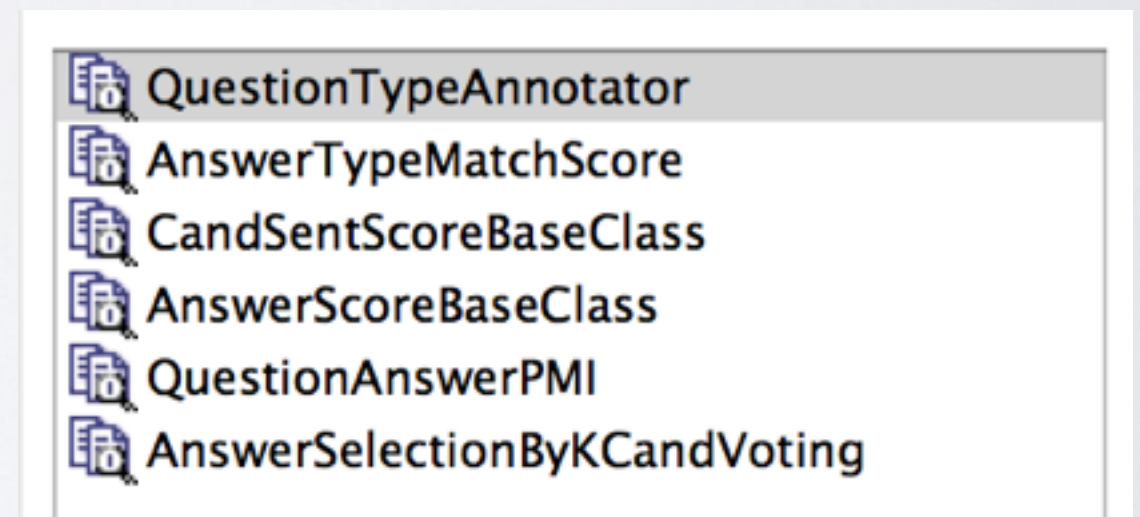 QuestionTypeAnnotator
AnswerTypeMatchScore
CandSentScoreBaseClass
AnswerScoreBaseClass
QuestionAnswerPMI
AnswerSelectionByKCandVoting